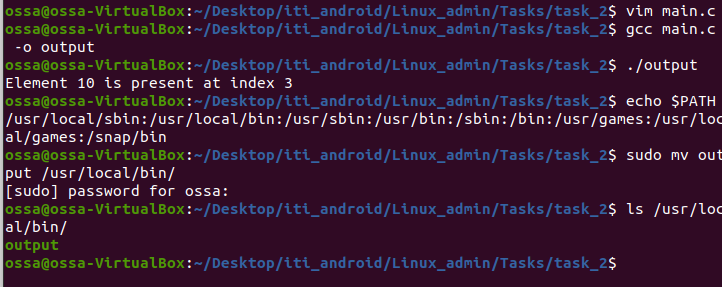 ossa@ossa-VirtualBox:~/Desktop/iti_android/Linux_admin/Tasks/task_2$ vim main.c
ossa@ossa-VirtualBox:~/Desktop/iti_android/Linux_admin/Tasks/task_2$ gcc main.c
 -o output
ossa@ossa-VirtualBox:~/Desktop/iti_android/Linux_admin/Tasks/task_2$ ./output
Element 10 is present at index 3
ossa@ossa-VirtualBox:~/Desktop/iti_android/Linux_admin/Tasks/task_2$ echo $PATH
/usr/local/sbin:/usr/local/bin:/usr/sbin:/usr/bin:/sbin:/bin:/usr/games:/usr/loc
al/games:/snap/bin
ossa@ossa-VirtualBox:~/Desktop/iti_android/Linux_admin/Tasks/task_2$ sudo mv out
put /usr/local/bin/
[sudo] password for ossa:
ossa@ossa-VirtualBox:~/Desktop/iti_android/Linux_admin/Tasks/task_2$ ls /usr/loc
al/bin/
output
ossa@ossa-VirtualBox:~/Desktop/iti_android/Linux_admin/Tasks/task_2$